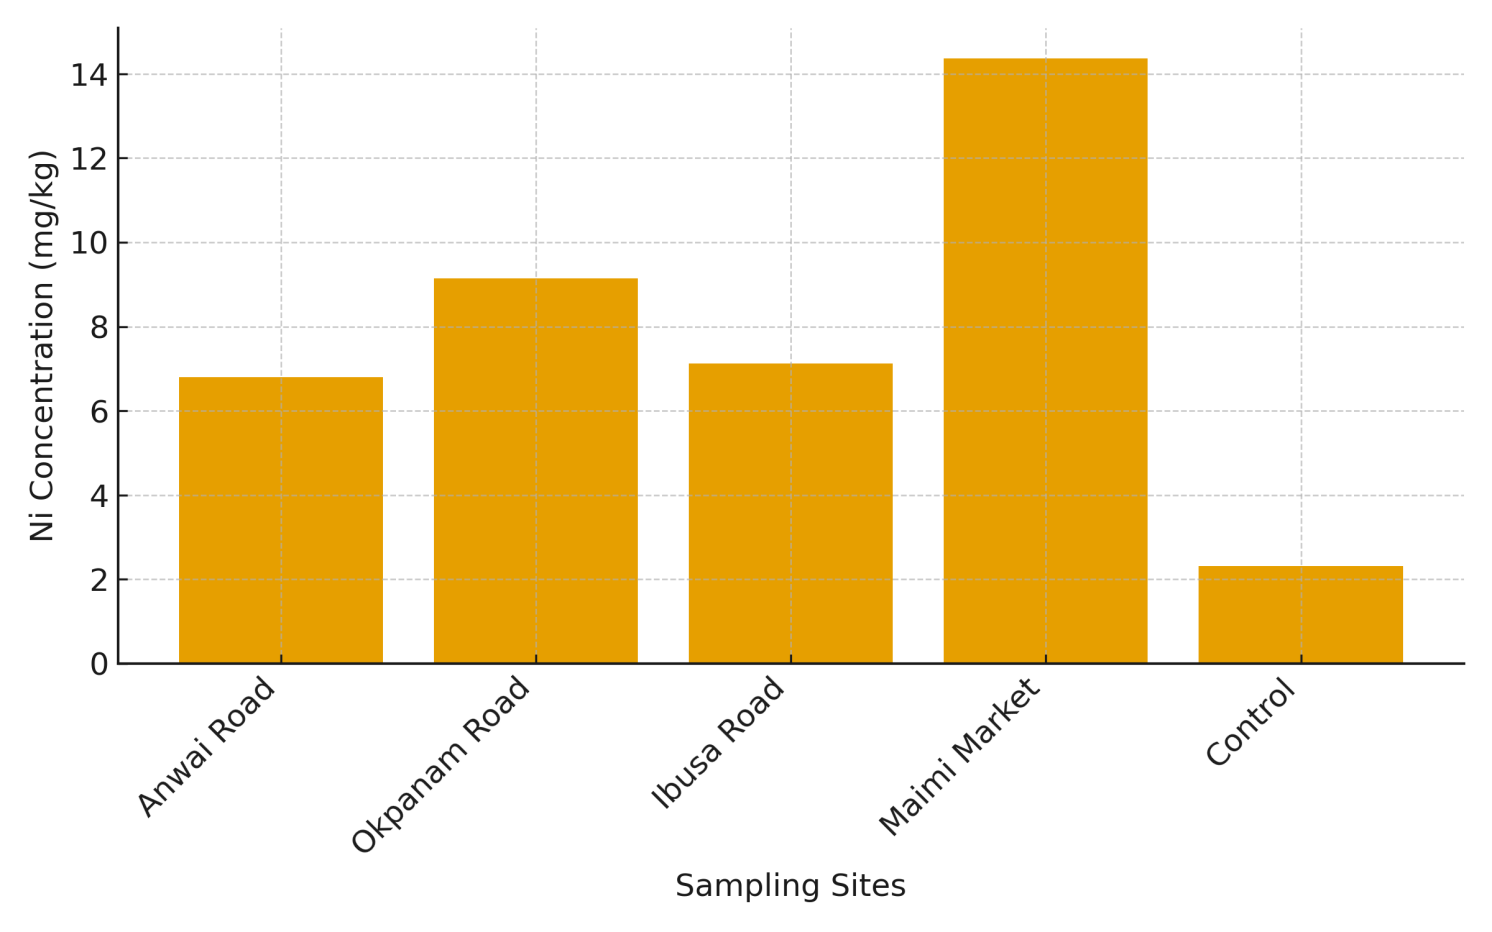 Ni Concentration (mg/kg)
14
12
10
8
6
4
2
0
Anwai Road
Okpanam Road
Ibusa Road
Maimi Market
Control
Sampling Sites